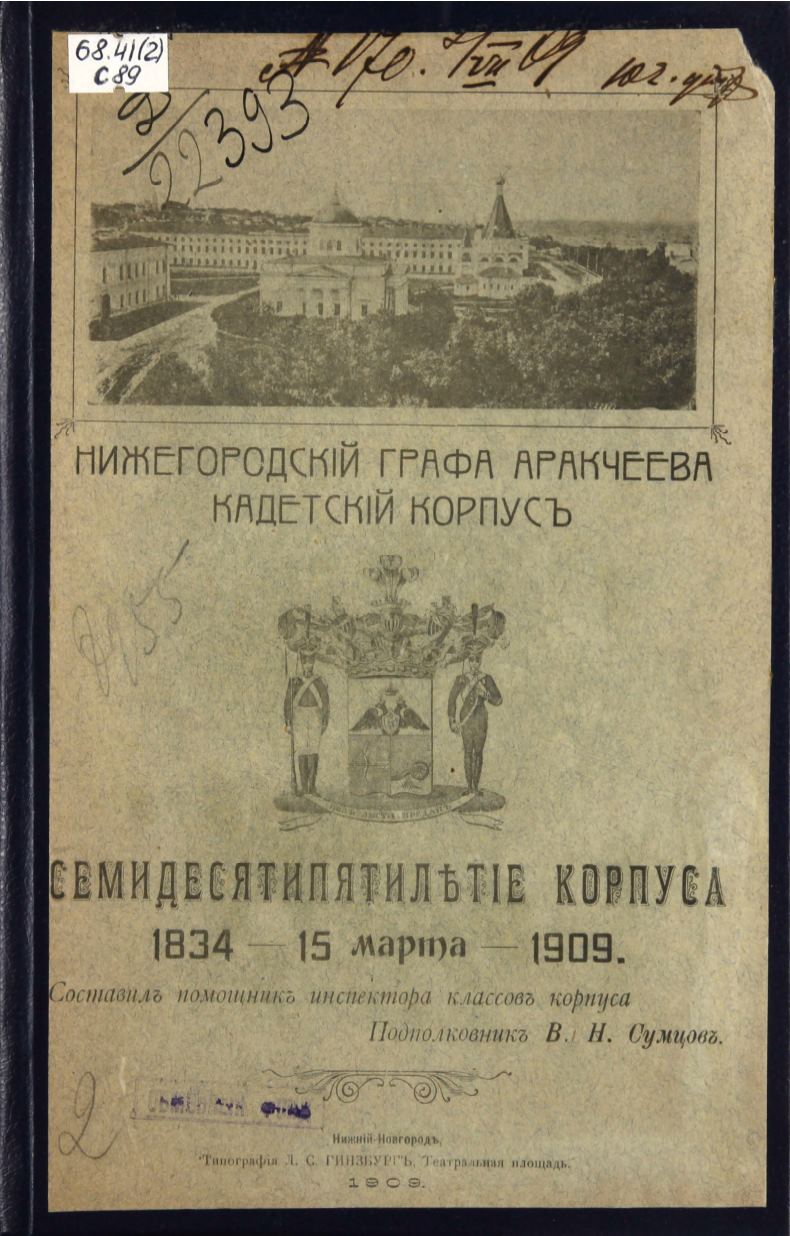 68.41(2)
С89
22393
НИЖЕГОРОДСКІЙ ГРАФА АРАКЧЕЕВА
КАДЕТСКІЙ КОРПУСЪ
СЕМИДЕСЯТИПЯТИЛѢТІЕ КОРПУСА
1834 — 15 марта — 1909.
Составилъ помощникъ инспектора классовъ корпуса
Подполковникъ В. Н. Сумцовъ.
2
Нижній-Новгородъ,
Типографія Л. С. ГИНЗБУРГЪ, Театральная площадь.
1909.